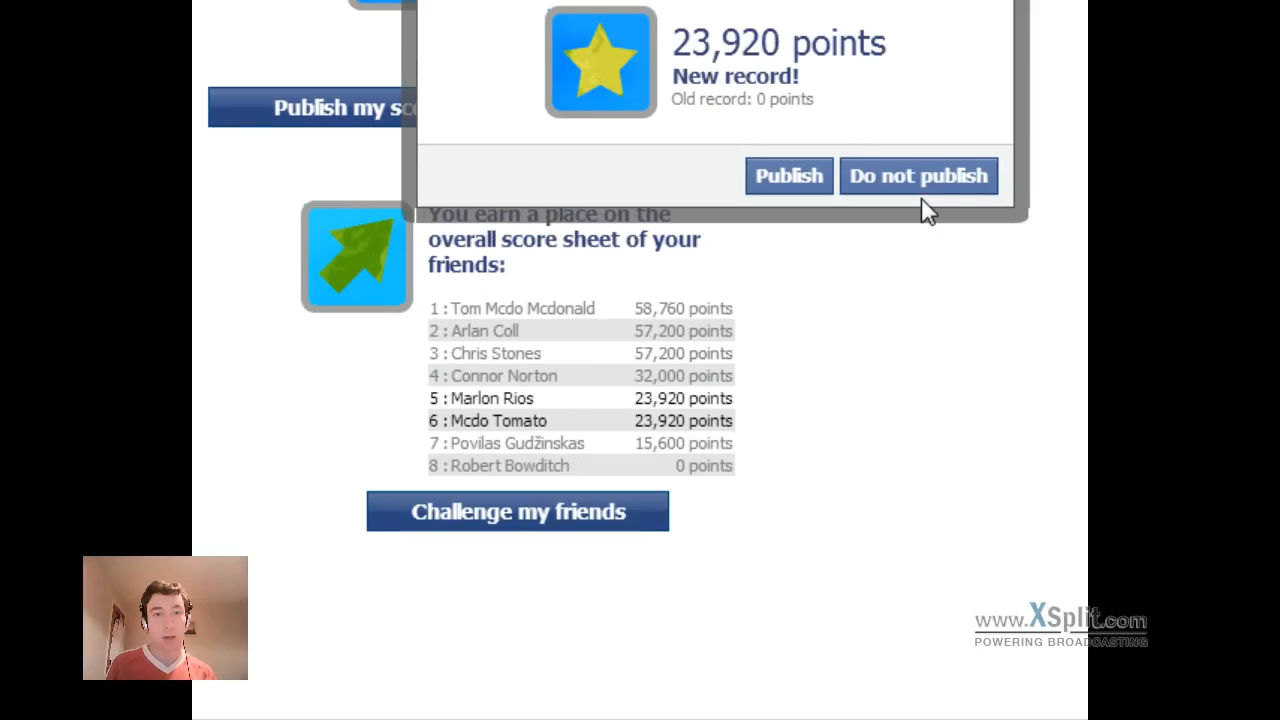 23,920 points
New record!
Old record: 0 points
Publish my sco
Publish
Do not publish
You earn a place on the
overall score sheet of your
friends:
1 : Tom Mcdo Mcdonald 58,760 points
2 : Arlan Coll 57,200 points
3 : Chris Stones 57,200 points
4 : Connor Norton 32,000 points
5 : Marlon Rios 23,920 points
6 : Mcdo Tomato 23,920 points
7 : Povilas Gudžinskas 15,600 points
8 : Robert Bowditch 0 points
Challenge my friends
www.XSplit.com
POWERING BROADCASTING